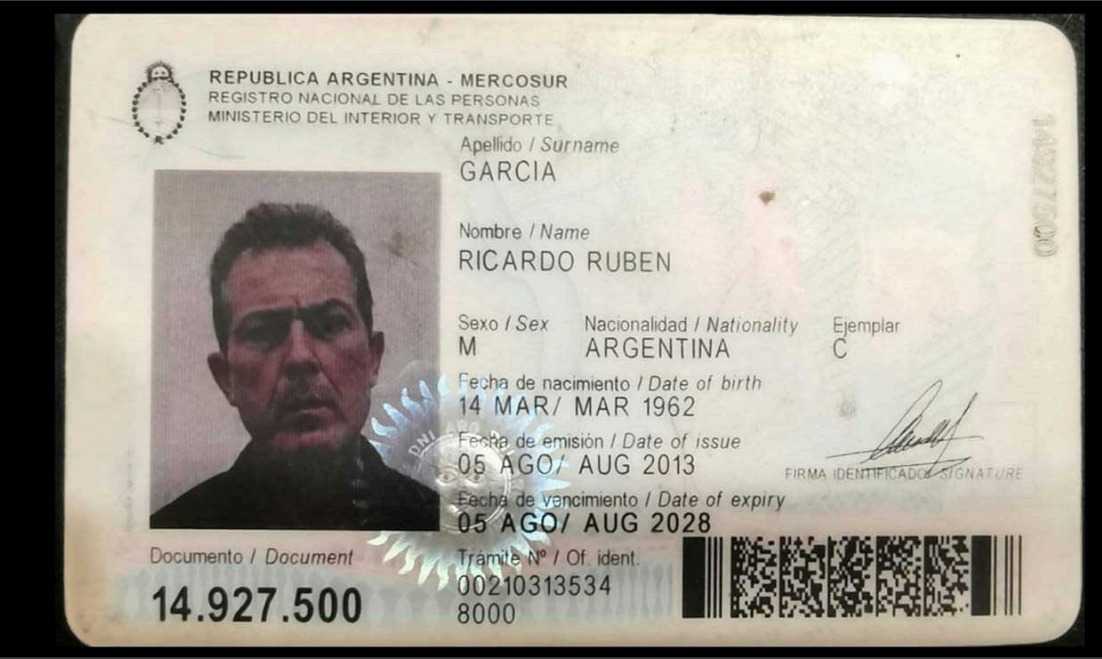 REPUBLICA ARGENTINA - MERCOSUR
REGISTRO NACIONAL DE LAS PERSONAS
MINISTERIO DEL INTERIOR Y TRANSPORTE
Apellido / Surname
GARCIA
Nombre / Name
RICARDO RUBEN
Sexo / Sex Nacionalidad / Nationality Ejemplar
M ARGENTINA C
Fecha de nacimiento / Date of birth
14 MAR/ MAR 1962
Fecha de emisión / Date of issue
05 AGO/ AUG 2013
FIRMA IDENTIFICADO/ SIGNATURE
Fecha de vencimiento / Date of expiry
05 AGO/ AUG 2028
Documento / Document Trámite Nº / Of. ident.
14.927.500 00210313534
8000